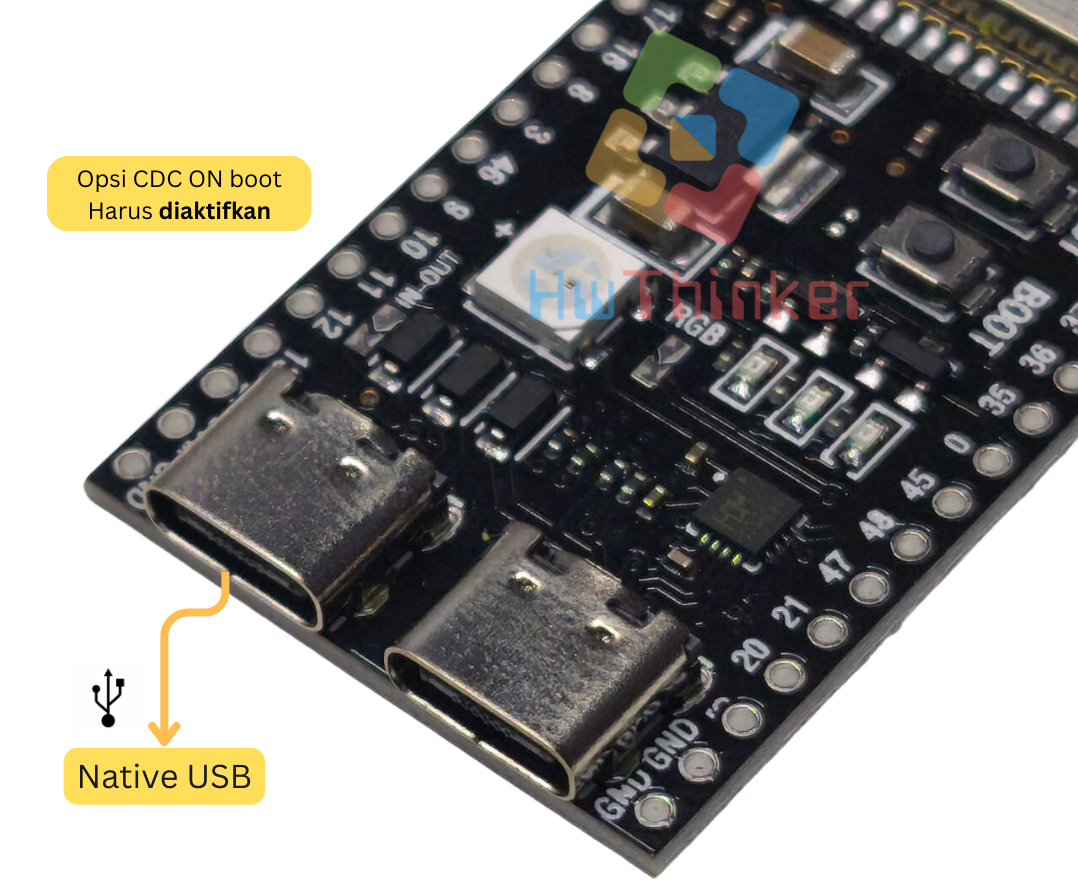 17
18
8
3
46
9
10
11
12
+
IN-OUT
RGB
BOOT
36
35
0
45
48
47
21
20
GND
GND
HwThinker
Opsi CDC ON boot
Harus diaktifkan
Native USB